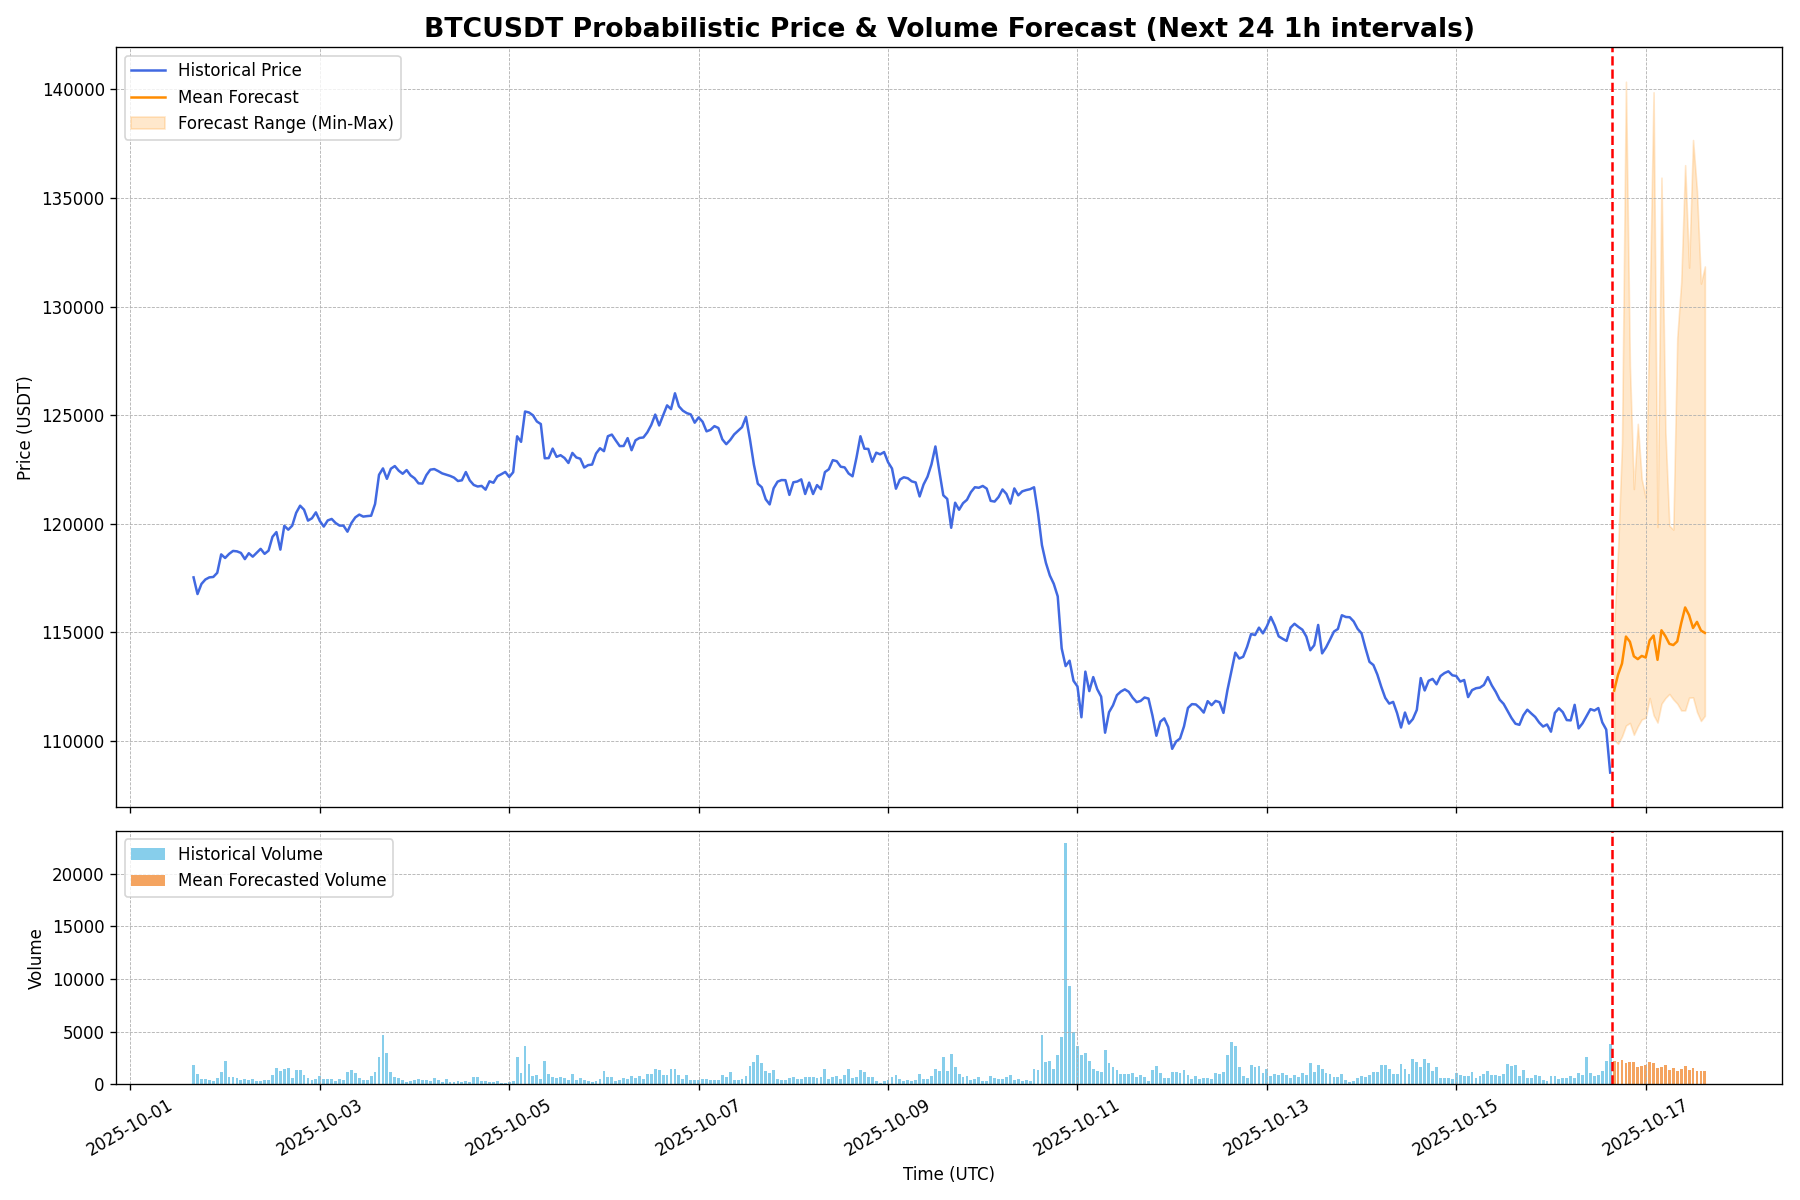 BTCUSDT Probabilistic Price & Volume Forecast (Next 24 1h intervals)
Historical Price
Mean Forecast
Forecast Range (Min-Max)
140000
135000
130000
125000
120000
115000
110000
Price (USDT)
Historical Volume
Mean Forecasted Volume
20000
15000
10000
5000
0
Volume
2025-10-01
2025-10-03
2025-10-05
2025-10-07
2025-10-09
2025-10-11
2025-10-13
2025-10-15
2025-10-17
Time (UTC)